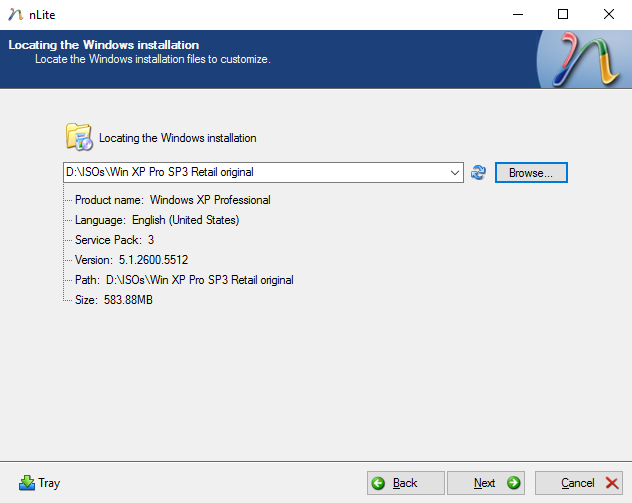 nLite
Locating the Windows installation
Locate the Windows installation files to customize.
Locating the Windows installation
D:\ISOs\Win XP Pro SP3 Retail original
Browse...
Product name: Windows XP Professional
Language: English (United States)
Service Pack: 3
Version: 5.1.2600.5512
Path: D:\ISOs\Win XP Pro SP3 Retail original
Size: 583.88MB
Tray
Back
Next
Cancel